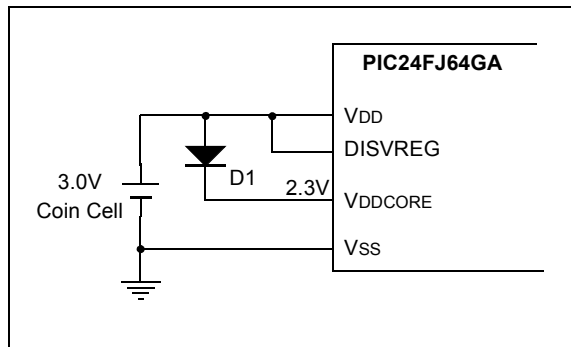 PIC24FJ64GA
VDD
DISVREG
D1
3.0V
Coin Cell
2.3V
VDDCORE
VSS